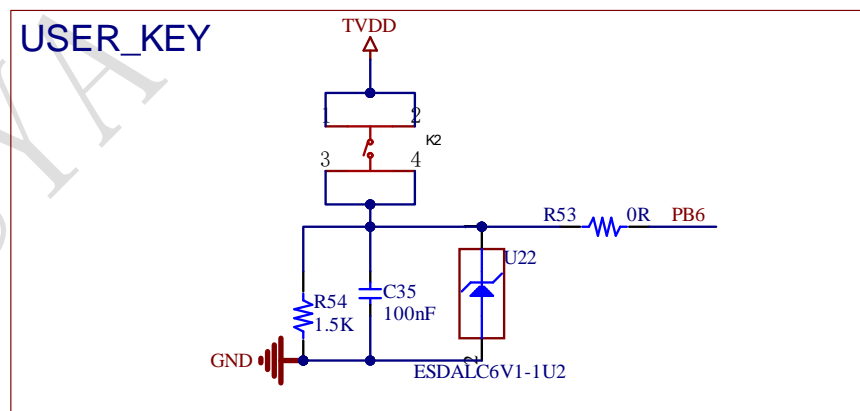 USER_KEY
TVDD
1
2
K2
3
4
R53
0R
PB6
U22
R54
1.5K
C35
100nF
GND
2
ESDALC6V1-1U2